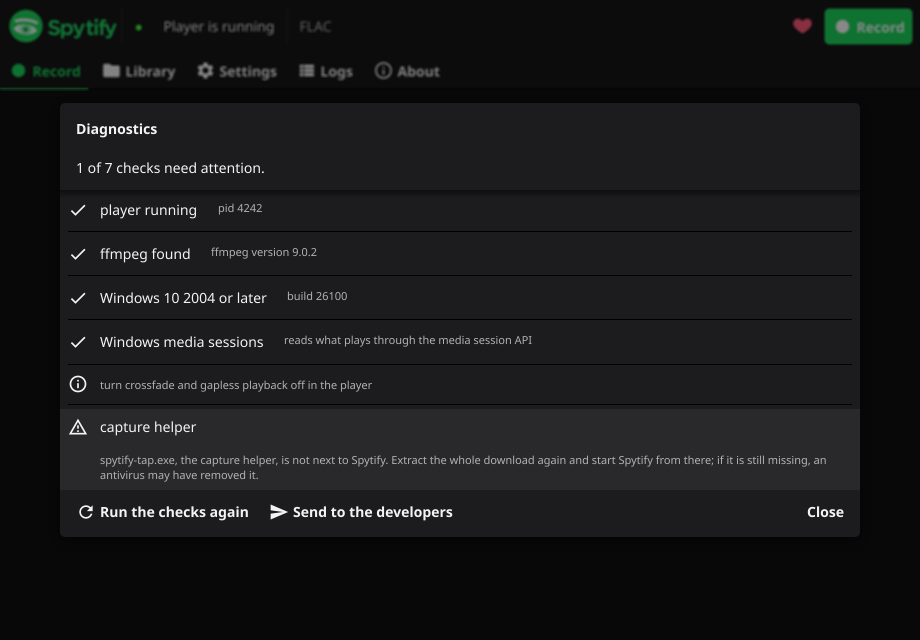 Spytify
Player is running
FLAC
Record
Record
Library
Settings
Logs
About
Diagnostics
1 of 7 checks need attention.
player running
pid 4242
ffmpeg found
ffmpeg version 9.0.2
Windows 10 2004 or later
build 26100
Windows media sessions
reads what plays through the media session API
turn crossfade and gapless playback off in the player
capture helper
spytify-tap.exe, the capture helper, is not next to Spytify. Extract the whole download again and start Spytify from there; if it is still missing, an
antivirus may have removed it.
Run the checks again
Send to the developers
Close